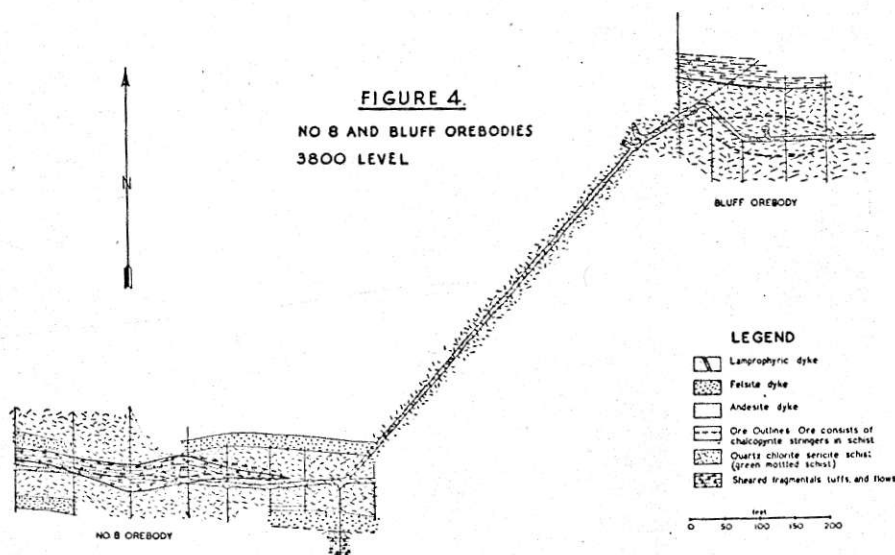 FIGURE 4.
NO 8 AND BLUFF OREBODIES
3800 LEVEL
N
BLUFF OREBODY
LEGEND
Lamprophyric dyke
Felsite dyke
Andesite dyke
Ore Outlines Ore consists of
chalcopyrite stringers in schist
Quartz chlorite sericite schist
(green mottled schist)
Sheared fragmentals tuffs, and flows
feet
0 50 100 150 200
NO. 8 OREBODY